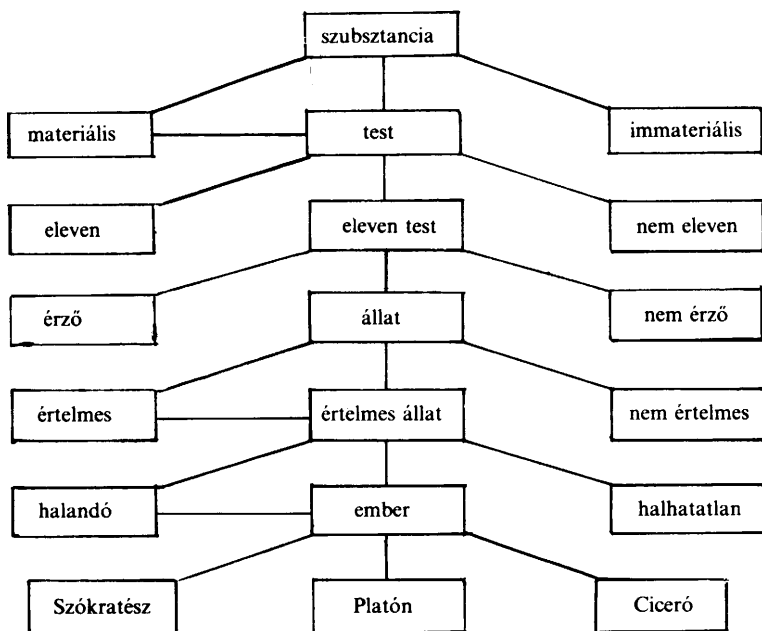 szubsztancia
materiális
test
immateriális
eleven
eleven test
nem eleven
érző
állat
nem érző
értelmes
értelmes állat
nem értelmes
halandó
ember
halhatatlan
Szókratész
Platón
Ciceró